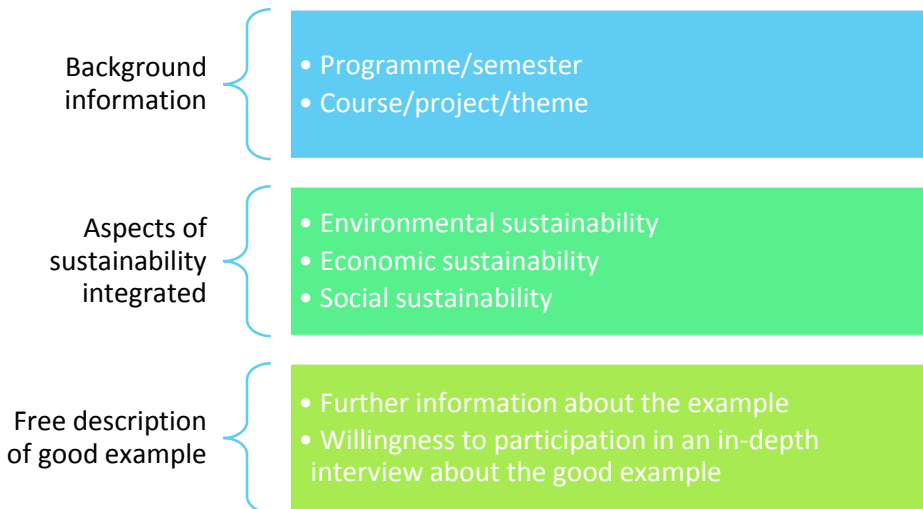 Background
information
• Programme/semester
• Course/project/theme
Aspects of
sustainability
integrated
• Environmental sustainability
• Economic sustainability
• Social sustainability
Free description
of good example
• Further information about the example
• Willingness to participation in an in-depth
interview about the good example